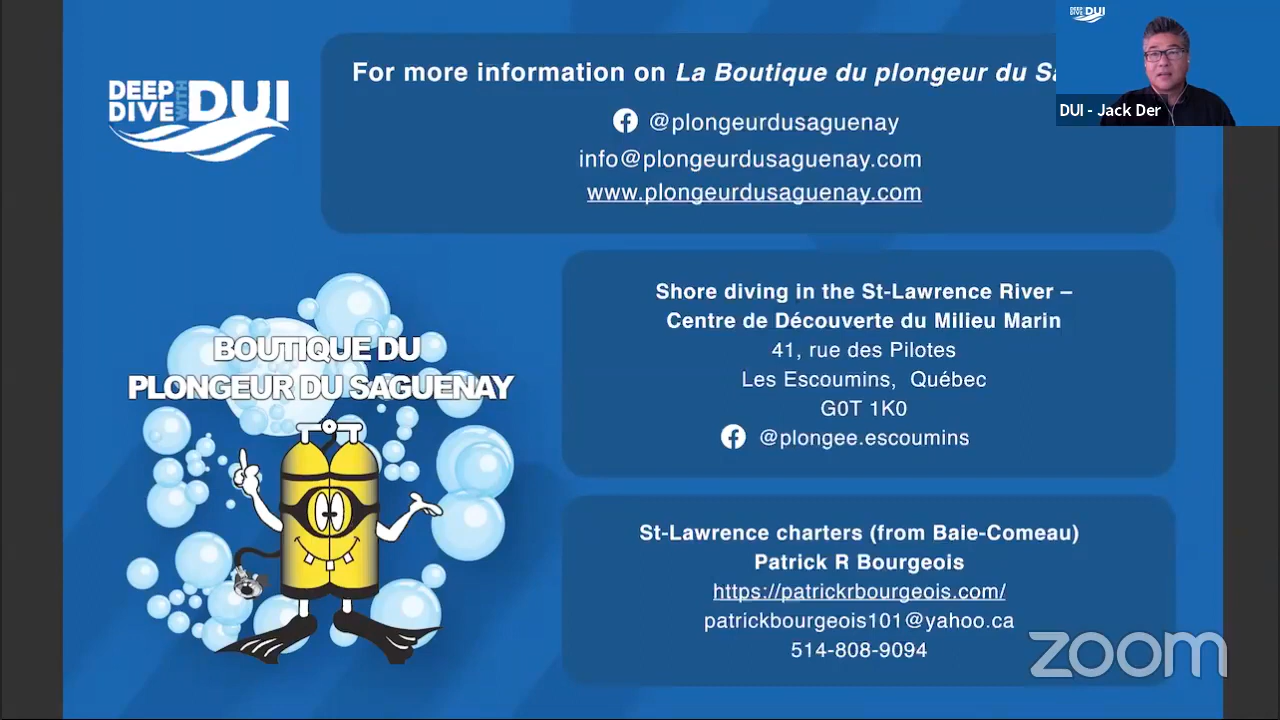 DEEP DIVE WITH DUI
For more information on La Boutique du plongeur du Sa
@plongeurdusaguenay
info@plongeurdusaguenay.com
www.plongeurdusaguenay.com
DEEP DIVE DUI
DUI - Jack Der
BOUTIQUE DU
PLONGEUR DU SAGUENAY
Shore diving in the St-Lawrence River –
Centre de Découverte du Milieu Marin
41, rue des Pilotes
Les Escoumins, Québec
G0T 1K0
@plongee.escoumins
St-Lawrence charters (from Baie-Comeau)
Patrick R Bourgeois
https://patrickrbourgeois.com/
patrickbourgeois101@yahoo.ca
514-808-9094
zoom